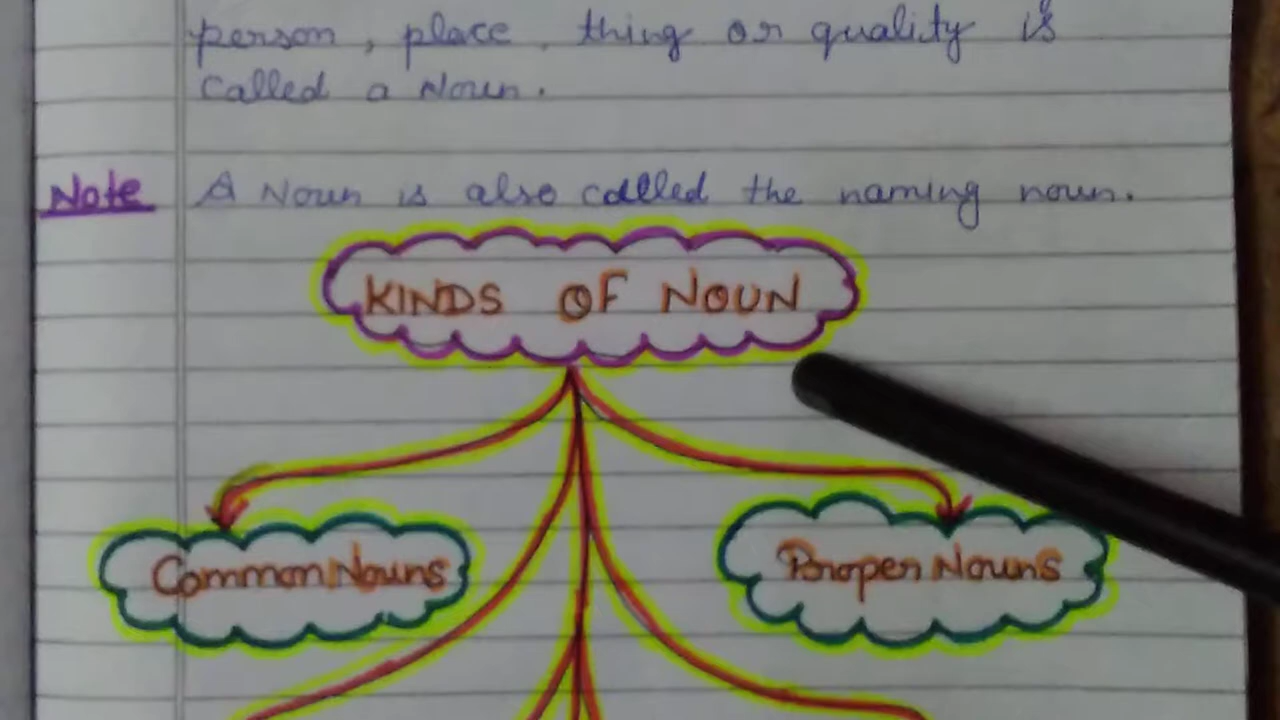 person, place, thing or quality is
called a Noun.
Note A Noun is also called the naming noun.
KINDS OF NOUN
Common Nouns
Proper Nouns